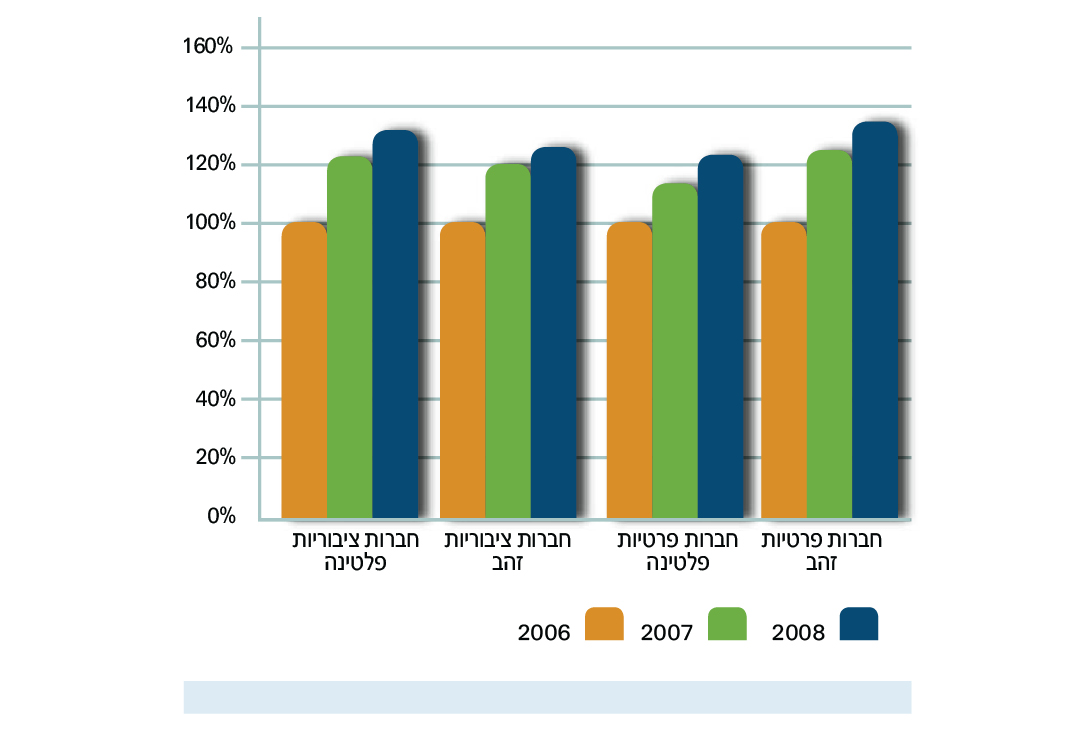 160%
140%
120%
100%
80%
60%
40%
20%
0%
חברות ציבוריות
פלטינה
חברות ציבוריות
זהב
חברות פרטיות
פלטינה
חברות פרטיות
זהב
2006 2007 2008